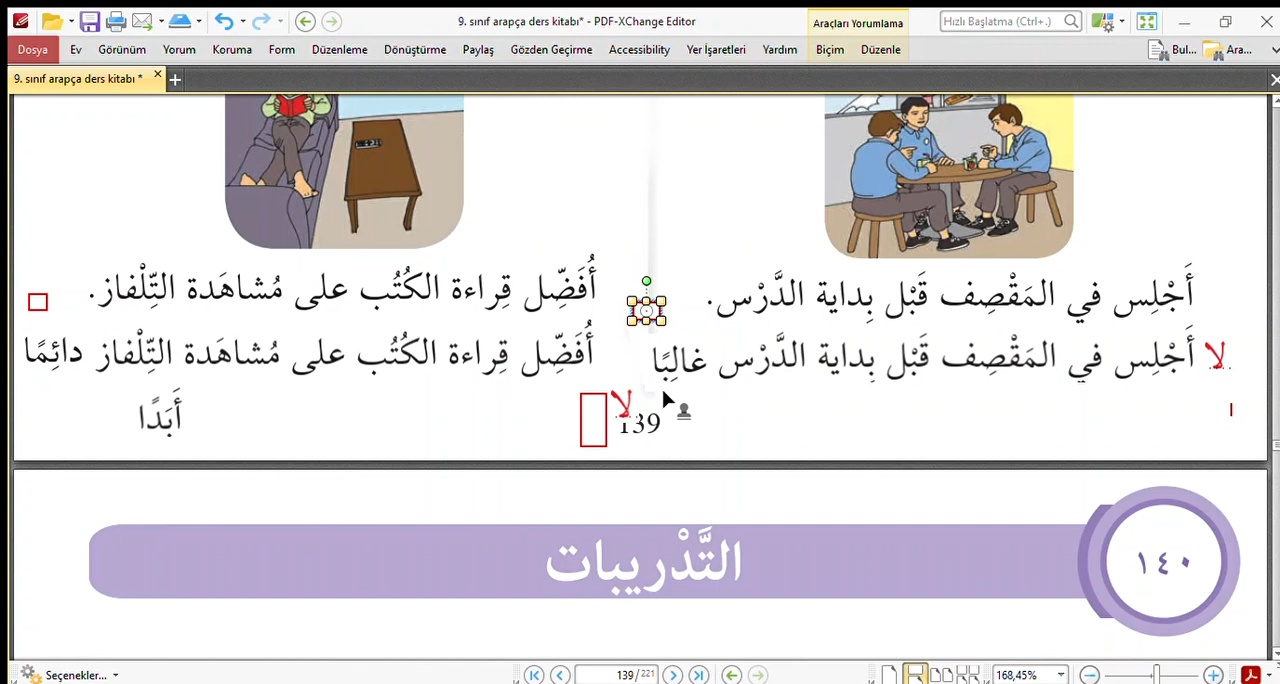 9. sınıf arapça ders kitabı* - PDF-XChange Editor
Araçları Yorumlama
Hızlı Başlatma (Ctrl+.)
Dosya Ev Görünüm Yorum Koruma Form Düzenleme Dönüştürme Paylaş Gözden Geçirme Accessibility Yer İşaretleri Yardım Biçim Düzenle Bul... Ara...
9. sınıf arapça ders kitabı *
أَجْلِس في المَقْصِف قَبْل بِداية الدَّرْس.
أُفَضِّل قِراءة الكُتُب على مُشاهَدة التِّلْفاز.
لا أَجْلِس في المَقْصِف قَبْل بِداية الدَّرْس غالِبًا
أُفَضِّل قِراءة الكُتُب على مُشاهَدة التِّلْفاز دائِمًا
لا
أَبَدًا
139
١٤٠
التَّدْريبات
Seçenekler...
139 / 221
168,45%